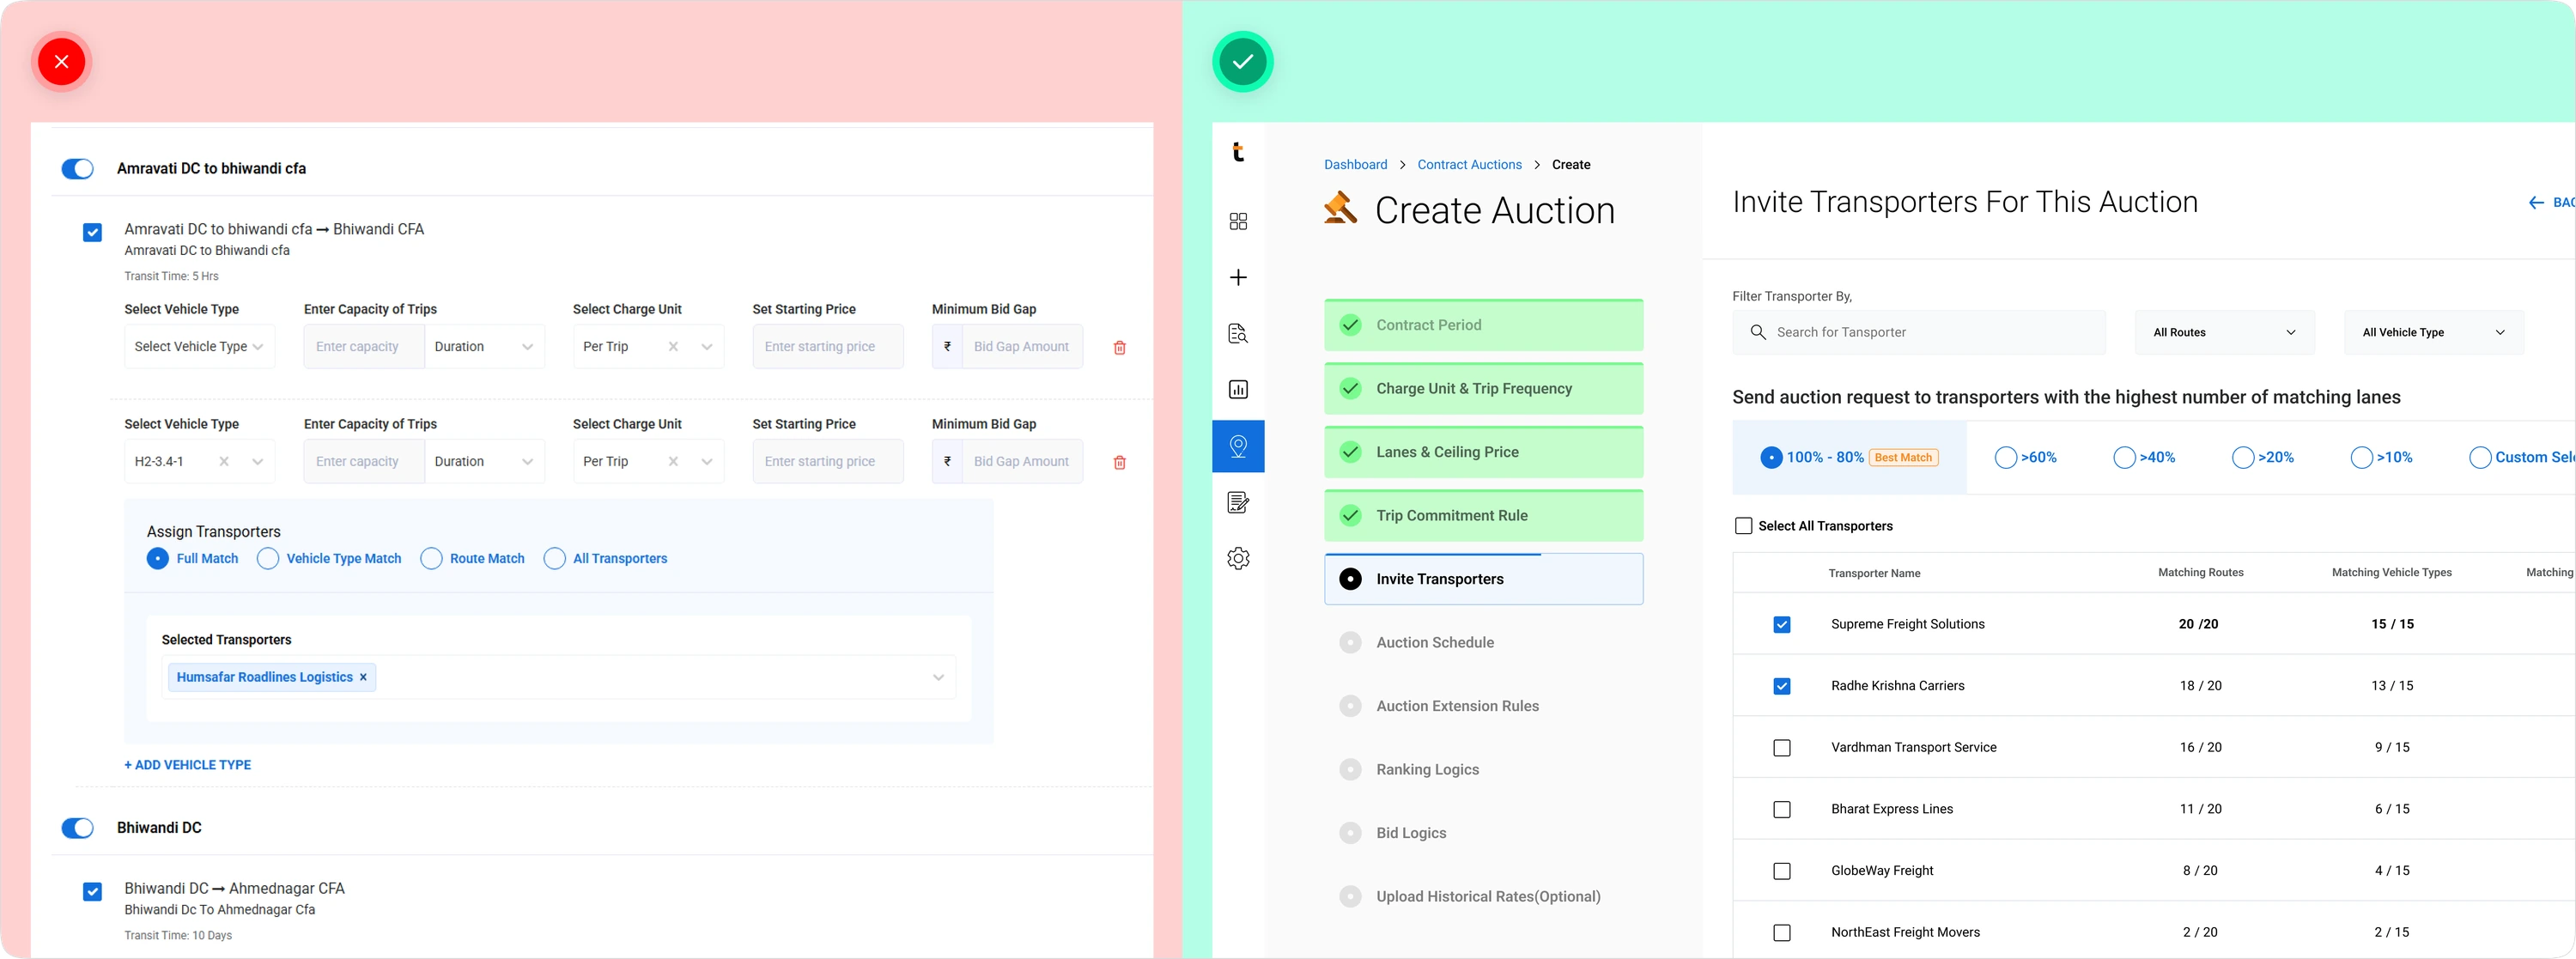 Amravati DC to bhiwandi cfa
Amravati DC to bhiwandi cfa → Bhiwandi CFA
Amravati DC to Bhiwandi cfa
Transit Time: 5 Hrs
Select Vehicle Type Enter Capacity of Trips Select Charge Unit Set Starting Price Minimum Bid Gap
Select Vehicle Type Enter capacity Duration Per Trip Enter starting price ₹ Bid Gap Amount
Select Vehicle Type Enter Capacity of Trips Select Charge Unit Set Starting Price Minimum Bid Gap
H2-3.4-1 Enter capacity Duration Per Trip Enter starting price ₹ Bid Gap Amount
Assign Transporters
Full Match Vehicle Type Match Route Match All Transporters
Selected Transporters
Humsafar Roadlines Logistics ×
+ ADD VEHICLE TYPE
Bhiwandi DC
Bhiwandi DC → Ahmednagar CFA
Bhiwandi Dc To Ahmednagar Cfa
Transit Time: 10 Days
t
Dashboard > Contract Auctions > Create
Create Auction
Contract Period
Charge Unit & Trip Frequency
Lanes & Ceiling Price
Trip Commitment Rule
Invite Transporters
Auction Schedule
Auction Extension Rules
Ranking Logics
Bid Logics
Upload Historical Rates(Optional)
Invite Transporters For This Auction
← BAC
Filter Transporter By,
Search for Tansporter All Routes All Vehicle Type
Send auction request to transporters with the highest number of matching lanes
100% - 80% Best Match >60% >40% >20% >10% Custom Sel
Select All Transporters
Transporter Name Matching Routes Matching Vehicle Types Matching
Supreme Freight Solutions 20 /20 15 / 15
Radhe Krishna Carriers 18 / 20 13 / 15
Vardhman Transport Service 16 / 20 9 / 15
Bharat Express Lines 11 / 20 6 / 15
GlobeWay Freight 8 / 20 4 / 15
NorthEast Freight Movers 2 / 20 2 / 15